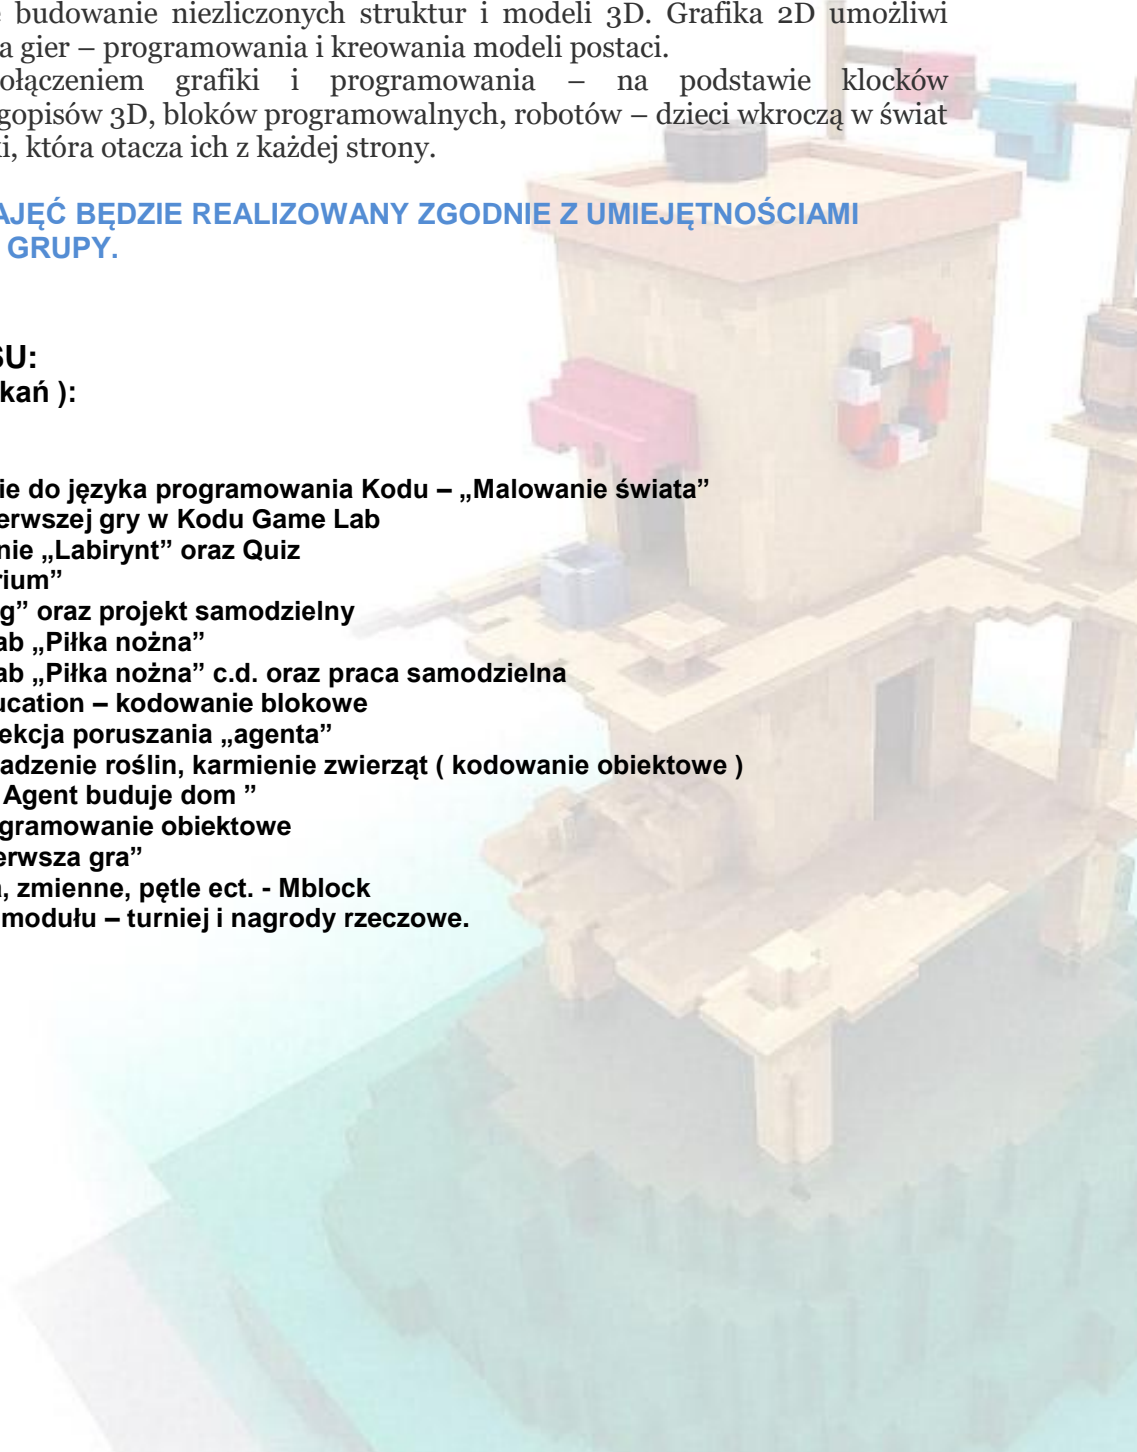 budowanie niezliczonych struktur i modeli 3D. Grafika 2D umożliwi
a gier – programowania i kreowania modeli postaci.
ołączeniem grafiki i programowania – na podstawie klocków
gopisów 3D, bloków programowalnych, robotów – dzieci wkroczą w świat
ki, która otacza ich z każdej strony.
AJĘĆ BĘDZIE REALIZOWANY ZGODNIE Z UMIEJĘTNOŚCIAMI
GRUPY.
SU:
kań ):
ie do języka programowania Kodu – „Malowanie świata”
erwszej gry w Kodu Game Lab
nie „Labirynt” oraz Quiz
rium”
g” oraz projekt samodzielny
ab „Piłka nożna”
ab „Piłka nożna” c.d. oraz praca samodzielna
ucation – kodowanie blokowe
ekcja poruszania „agenta”
adzenie roślin, karmienie zwierząt ( kodowanie obiektowe )
Agent buduje dom ”
gramowanie obiektowe
erwsza gra”
a, zmienne, pętle ect. - Mblock
modułu – turniej i nagrody rzeczowe.